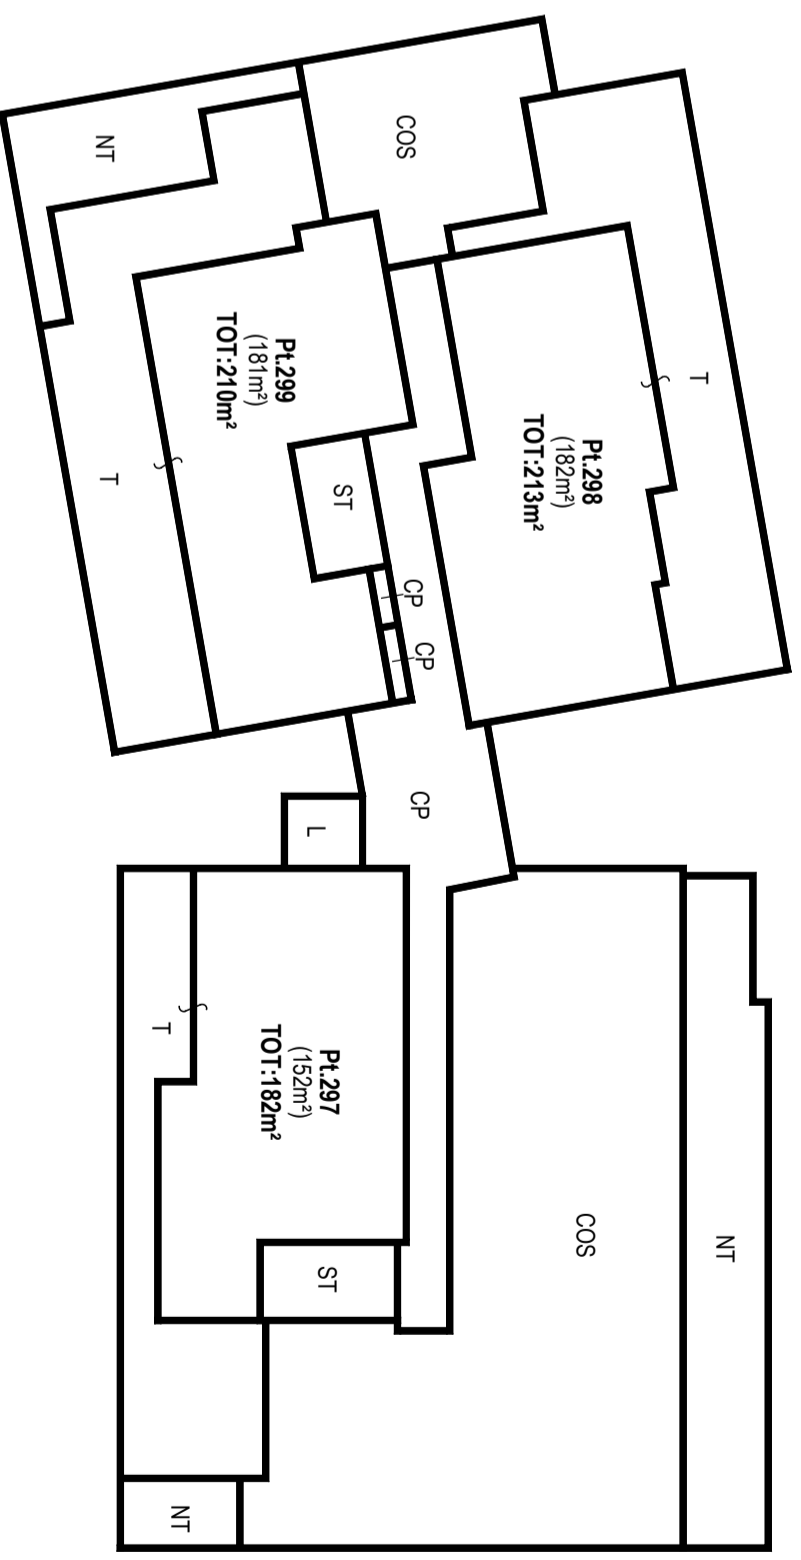 T
NT
Pt.298
(182m²)
TOT:213m²
COS
COS
CP
CP
CP
ST
Pt.299
(181m²)
TOT:210m²
L
Pt.297
(152m²)
TOT:182m²
ST
NT
T
T
NT